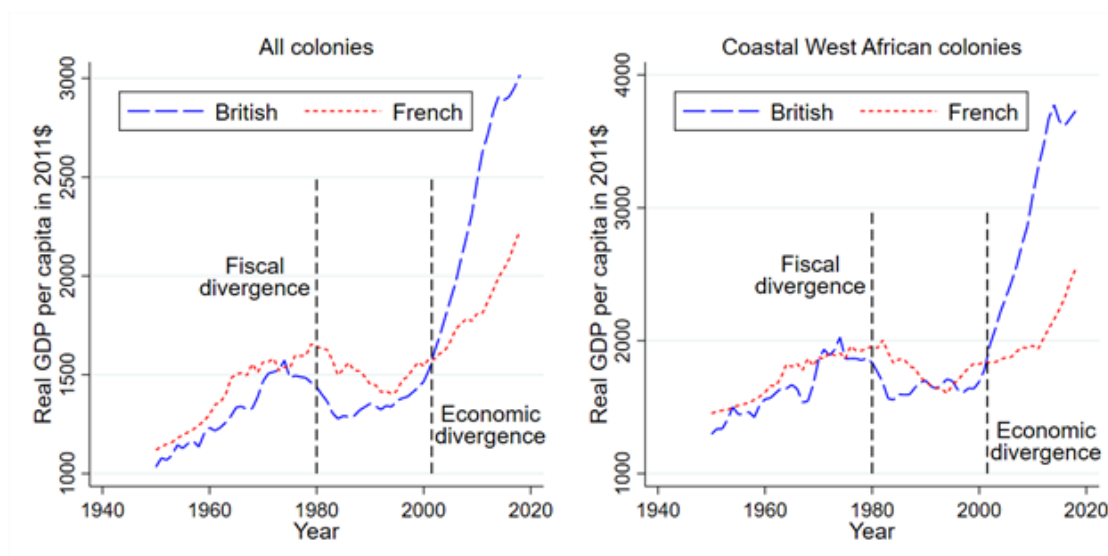 All colonies
Real GDP per capita in 2011$
3000
2500
2000
1500
1000
British
French
Fiscal
divergence
Economic
divergence
1940
1960
1980
2000
2020
Year
Coastal West African colonies
Real GDP per capita in 2011$
4000
3000
2000
1000
British
French
Fiscal
divergence
Economic
divergence
1940
1960
1980
2000
2020
Year